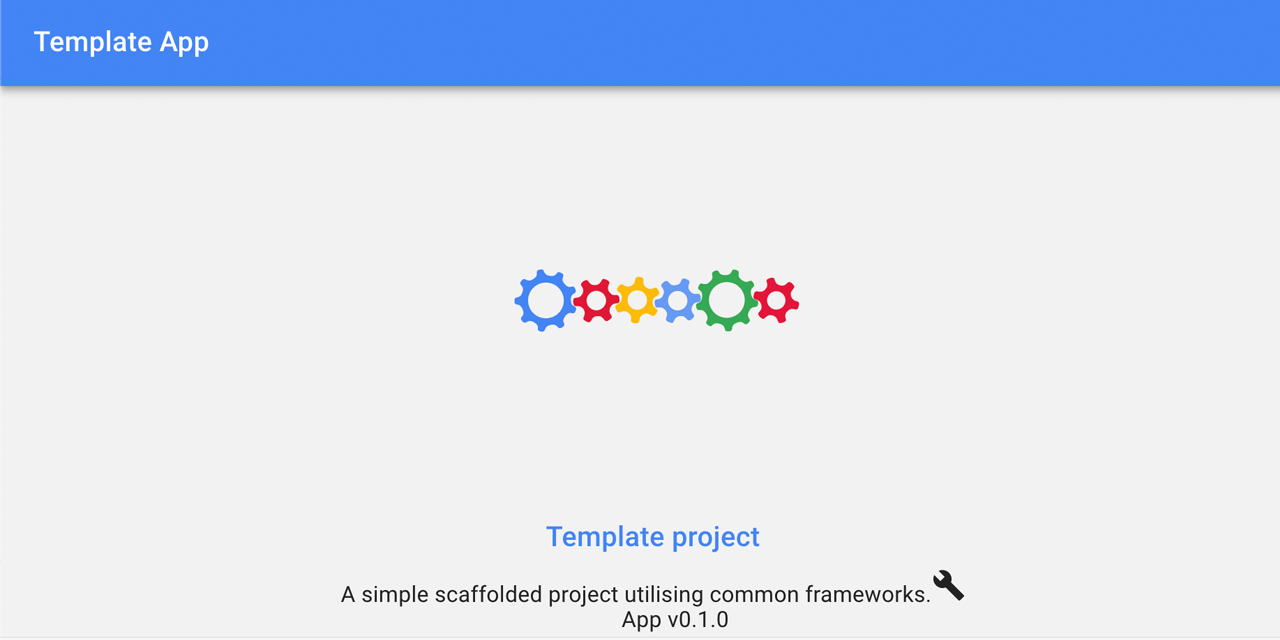 Template App
Template project
A simple scaffolded project utilising common frameworks.
App v0.1.0